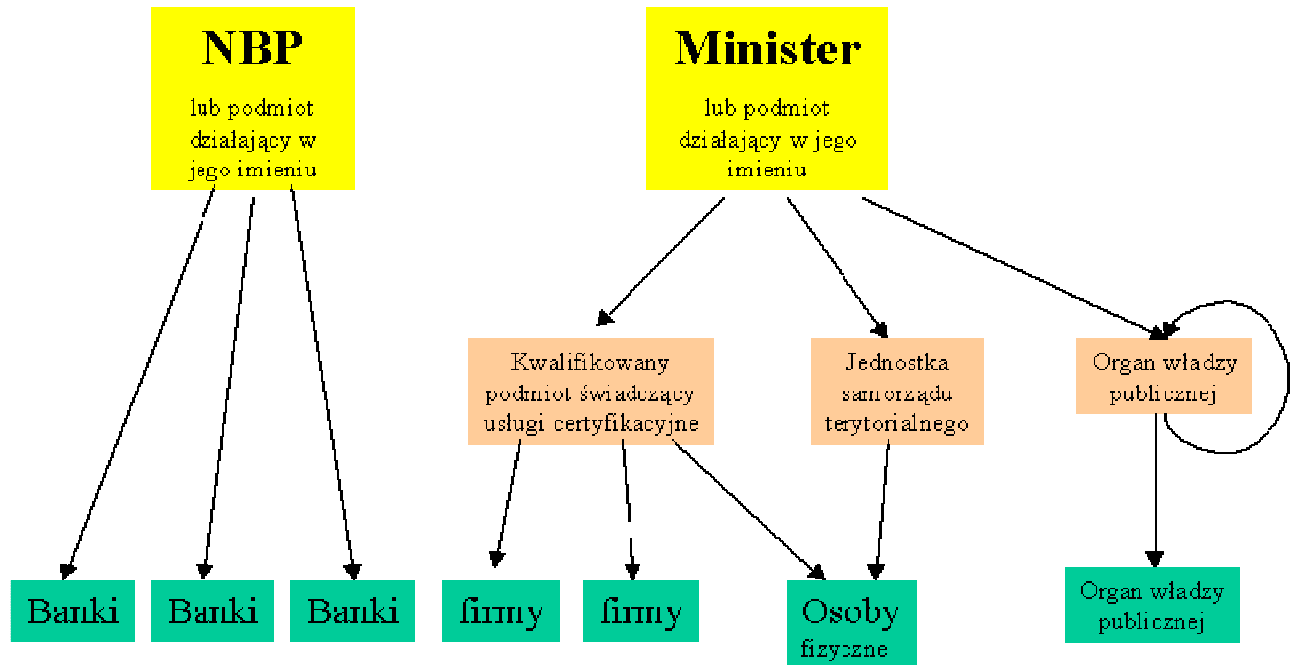 NBP
lub podmiot
działający w
jego imieniu
Minister
lub podmiot
działający w jego
imieniu
Kwalifikowany
podmiot świadczący
usługi certyfikacyjne
Jednostka
samorządu
terytorialnego
Organ władzy
publicznej
Banki
Banki
Banki
firmy
firmy
Osoby
fizyczne
Organ władzy
publicznej